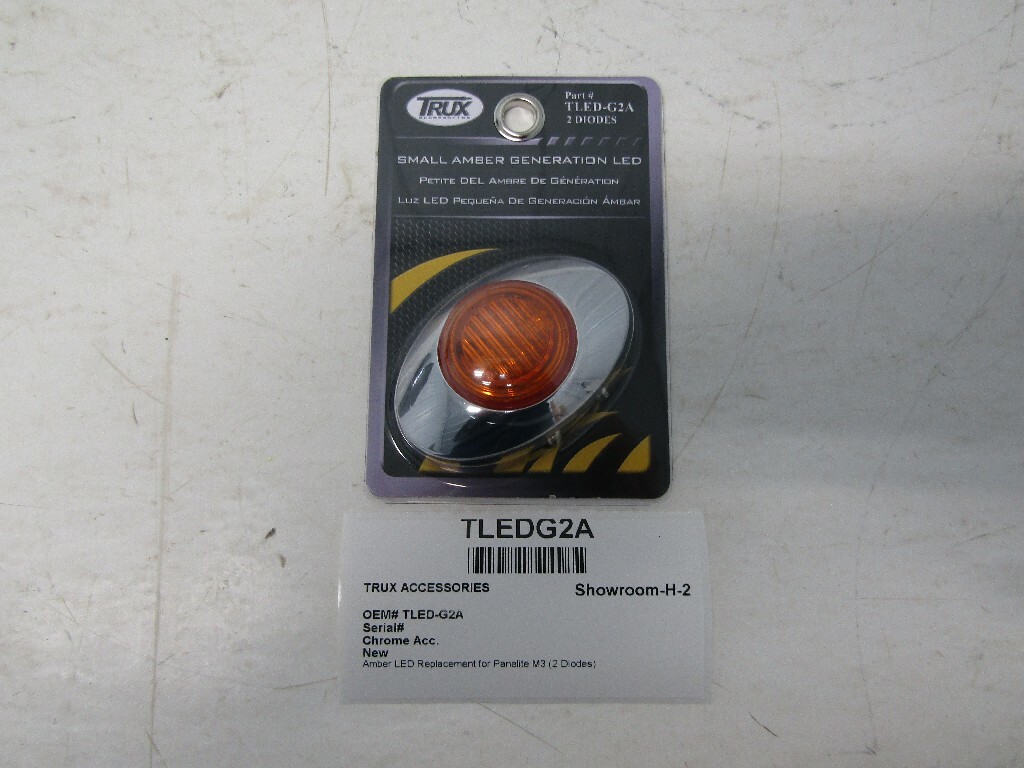 TRUX
ACCESSORIES
Part #
TLED-G2A
2 DIODES
SMALL AMBER GENERATION LED
PETITE DEL AMBRE DE GÉNÉRATION
LUZ LED PEQUEÑA DE GENERACIÓN ÁMBAR
TLEDG2A
TRUX ACCESSORIES Showroom-H-2
OEM# TLED-G2A
Serial#
Chrome Acc.
New
Amber LED Replacement for Panalite M3 (2 Diodes)